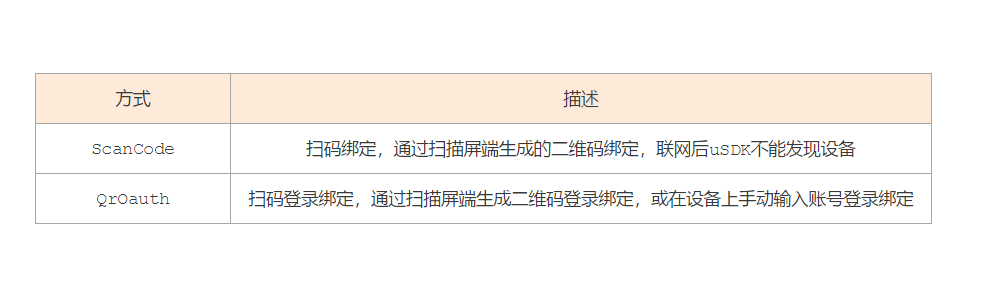 方式 描述
ScanCode 扫码绑定，通过扫描屏端生成的二维码绑定，联网后uSDK不能发现设备
QrOauth 扫码登录绑定，通过扫描屏端生成二维码登录绑定，或在设备上手动输入账号登录绑定